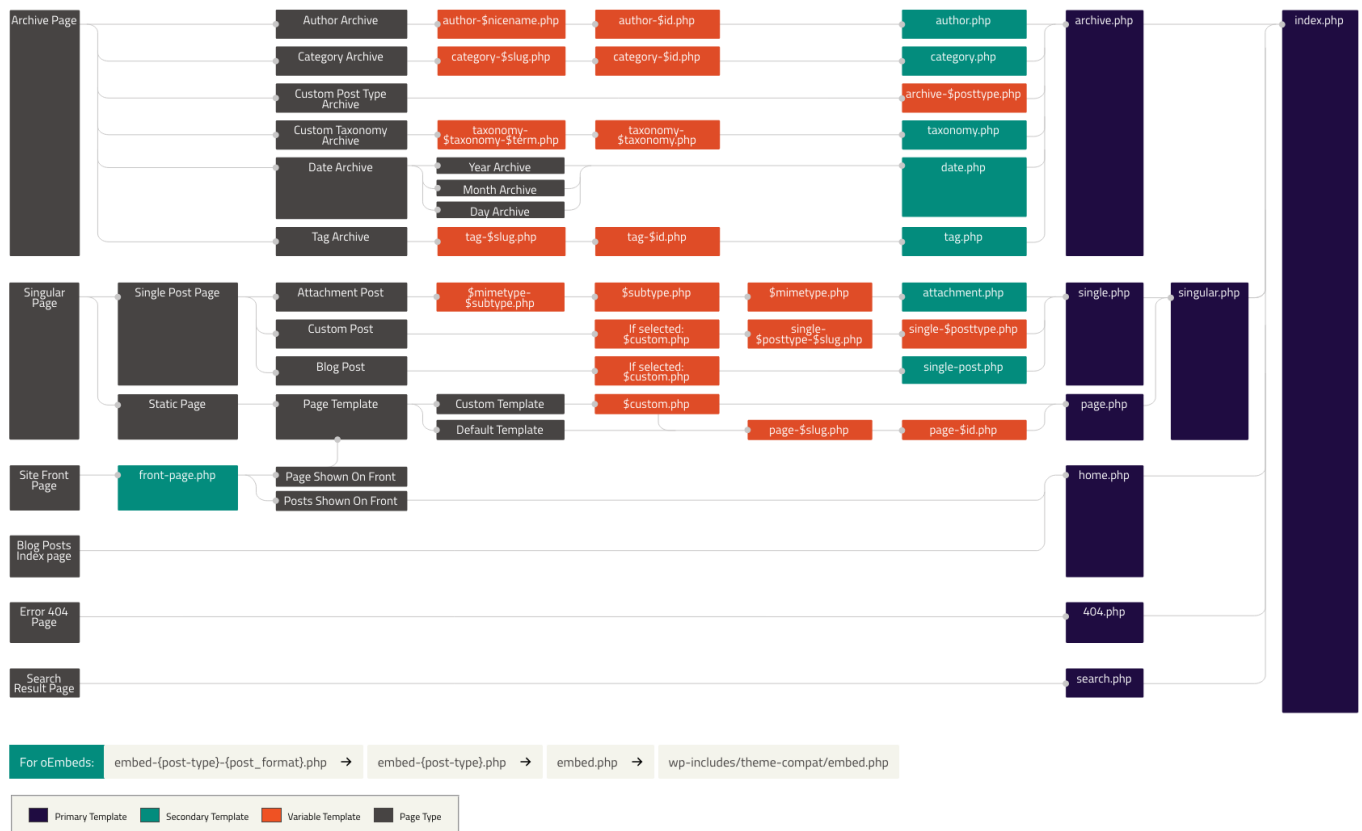 Archive Page
Author Archive
author-$nicename.php
author-$id.php
author.php
archive.php
index.php
Category Archive
category-$slug.php
category-$id.php
category.php
Custom Post Type
Archive
archive-$posttype.php
Custom Taxonomy
Archive
taxonomy-
$taxonomy-$term.php
taxonomy-
$taxonomy.php
taxonomy.php
Date Archive
Year Archive
Month Archive
Day Archive
date.php
Tag Archive
tag-$slug.php
tag-$id.php
tag.php
Singular
Page
Single Post Page
Attachment Post
$mimetype-
$subtype.php
$subtype.php
$mimetype.php
attachment.php
single.php
singular.php
Custom Post
If selected:
$custom.php
single-
$posttype-$slug.php
single-$posttype.php
Blog Post
If selected:
$custom.php
single-post.php
Static Page
Page Template
Custom Template
$custom.php
page.php
Default Template
page-$slug.php
page-$id.php
Site Front
Page
front-page.php
Page Shown On Front
Posts Shown On Front
home.php
Blog Posts
Index page
Error 404
Page
404.php
Search
Result Page
search.php
For oEmbeds:
embed-{post-type}-{post_format}.php →
embed-{post-type}.php →
embed.php →
wp-includes/theme-compat/embed.php
Primary Template
Secondary Template
Variable Template
Page Type